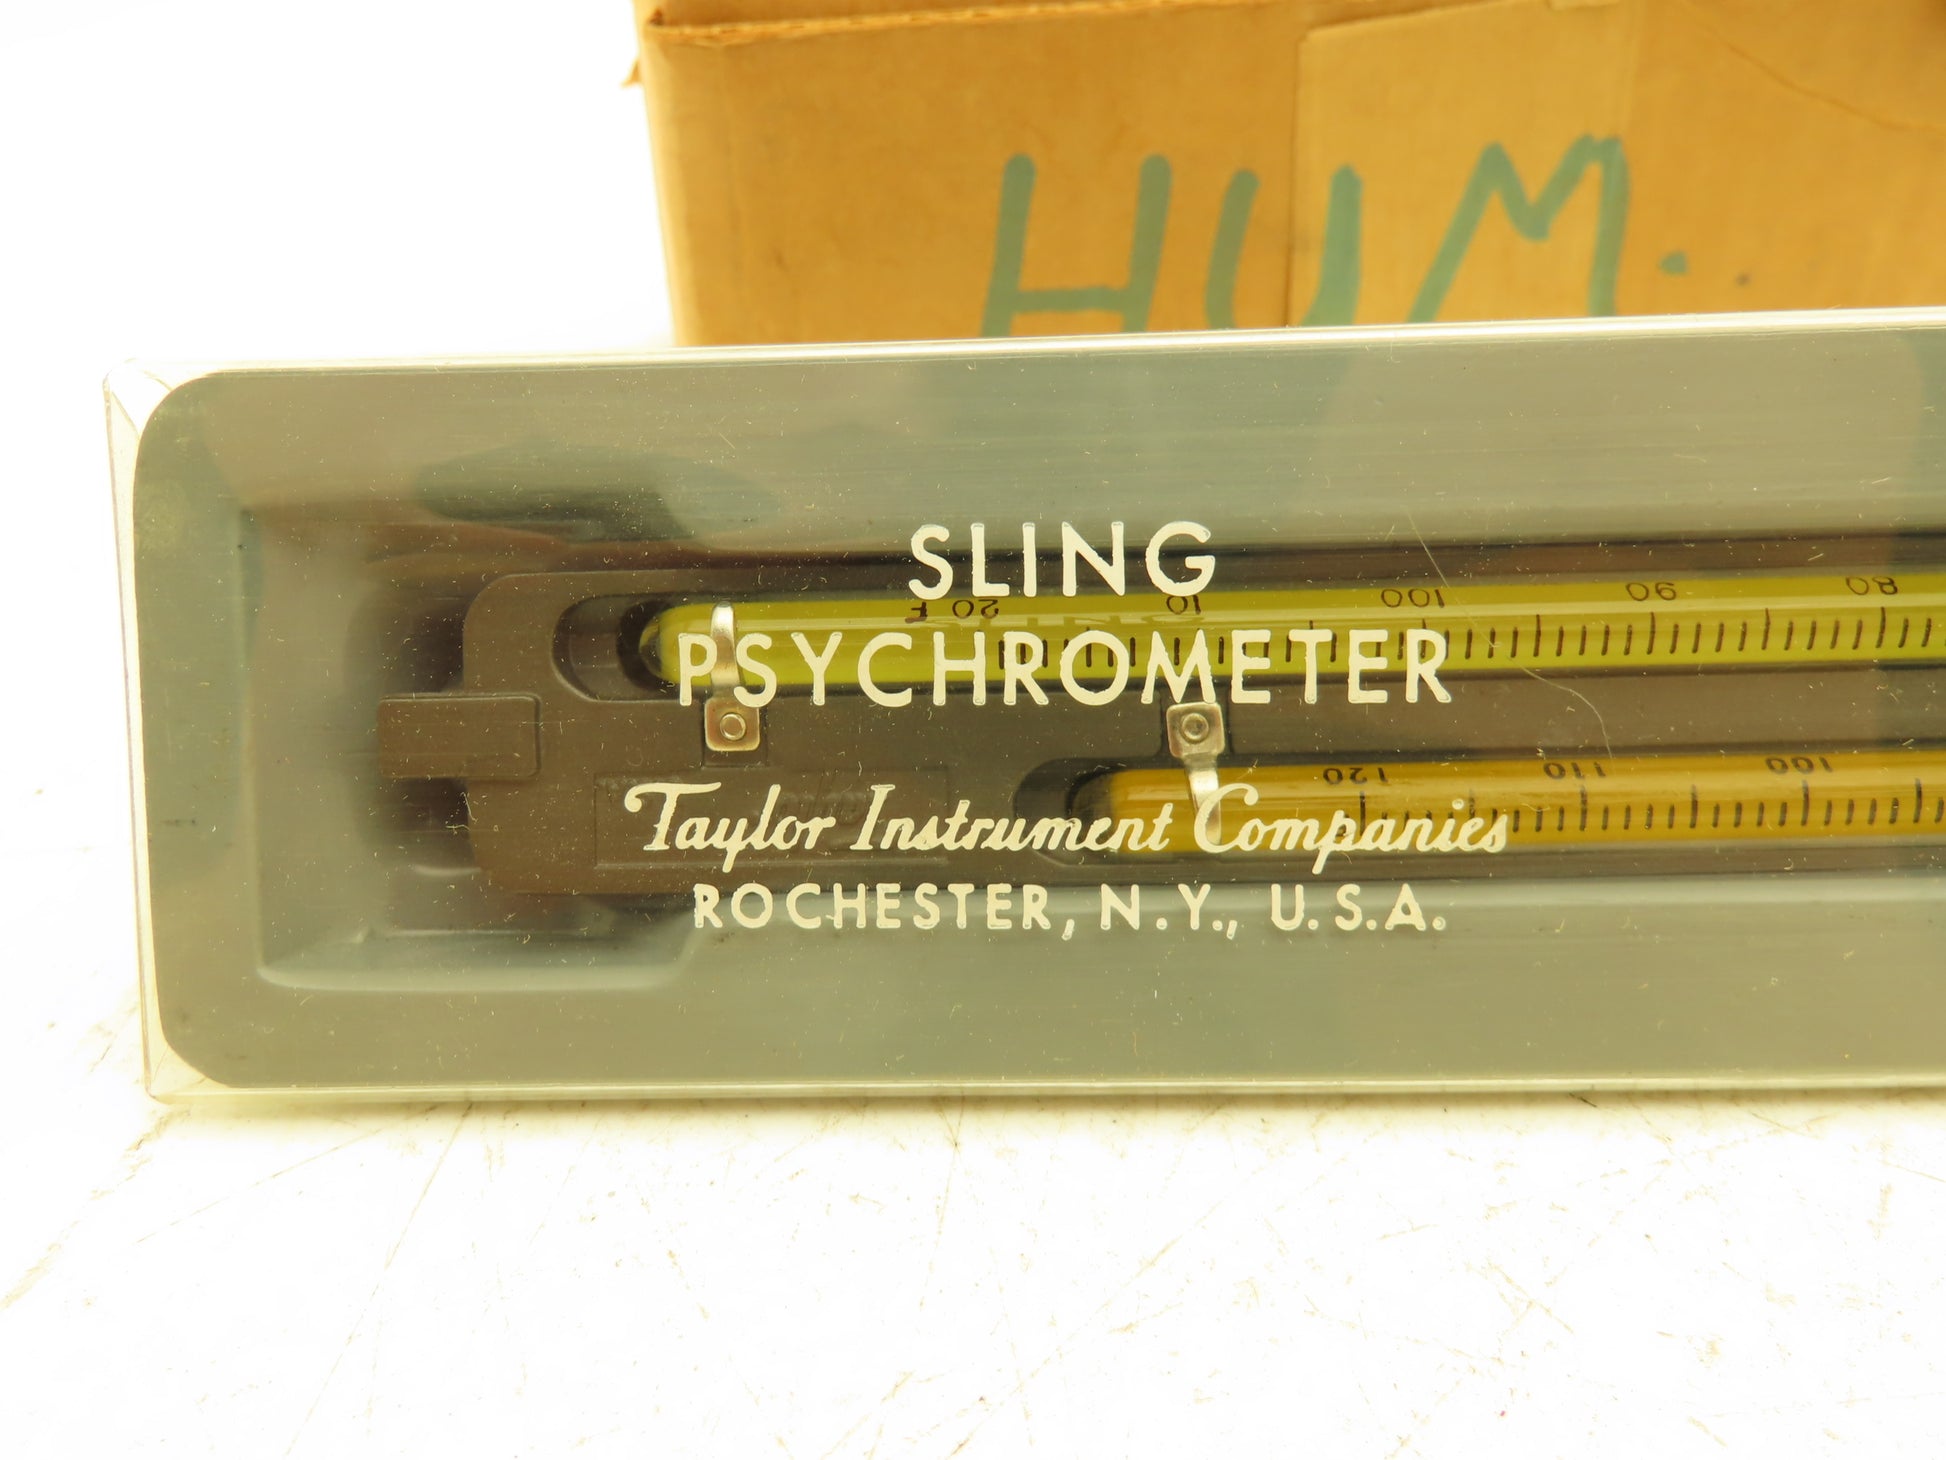 HUM.
SLING
PSYCHROMETER
Taylor Instrument Companies
ROCHESTER, N.Y., U.S.A.
F 20 10 100 90 80
120 110 100